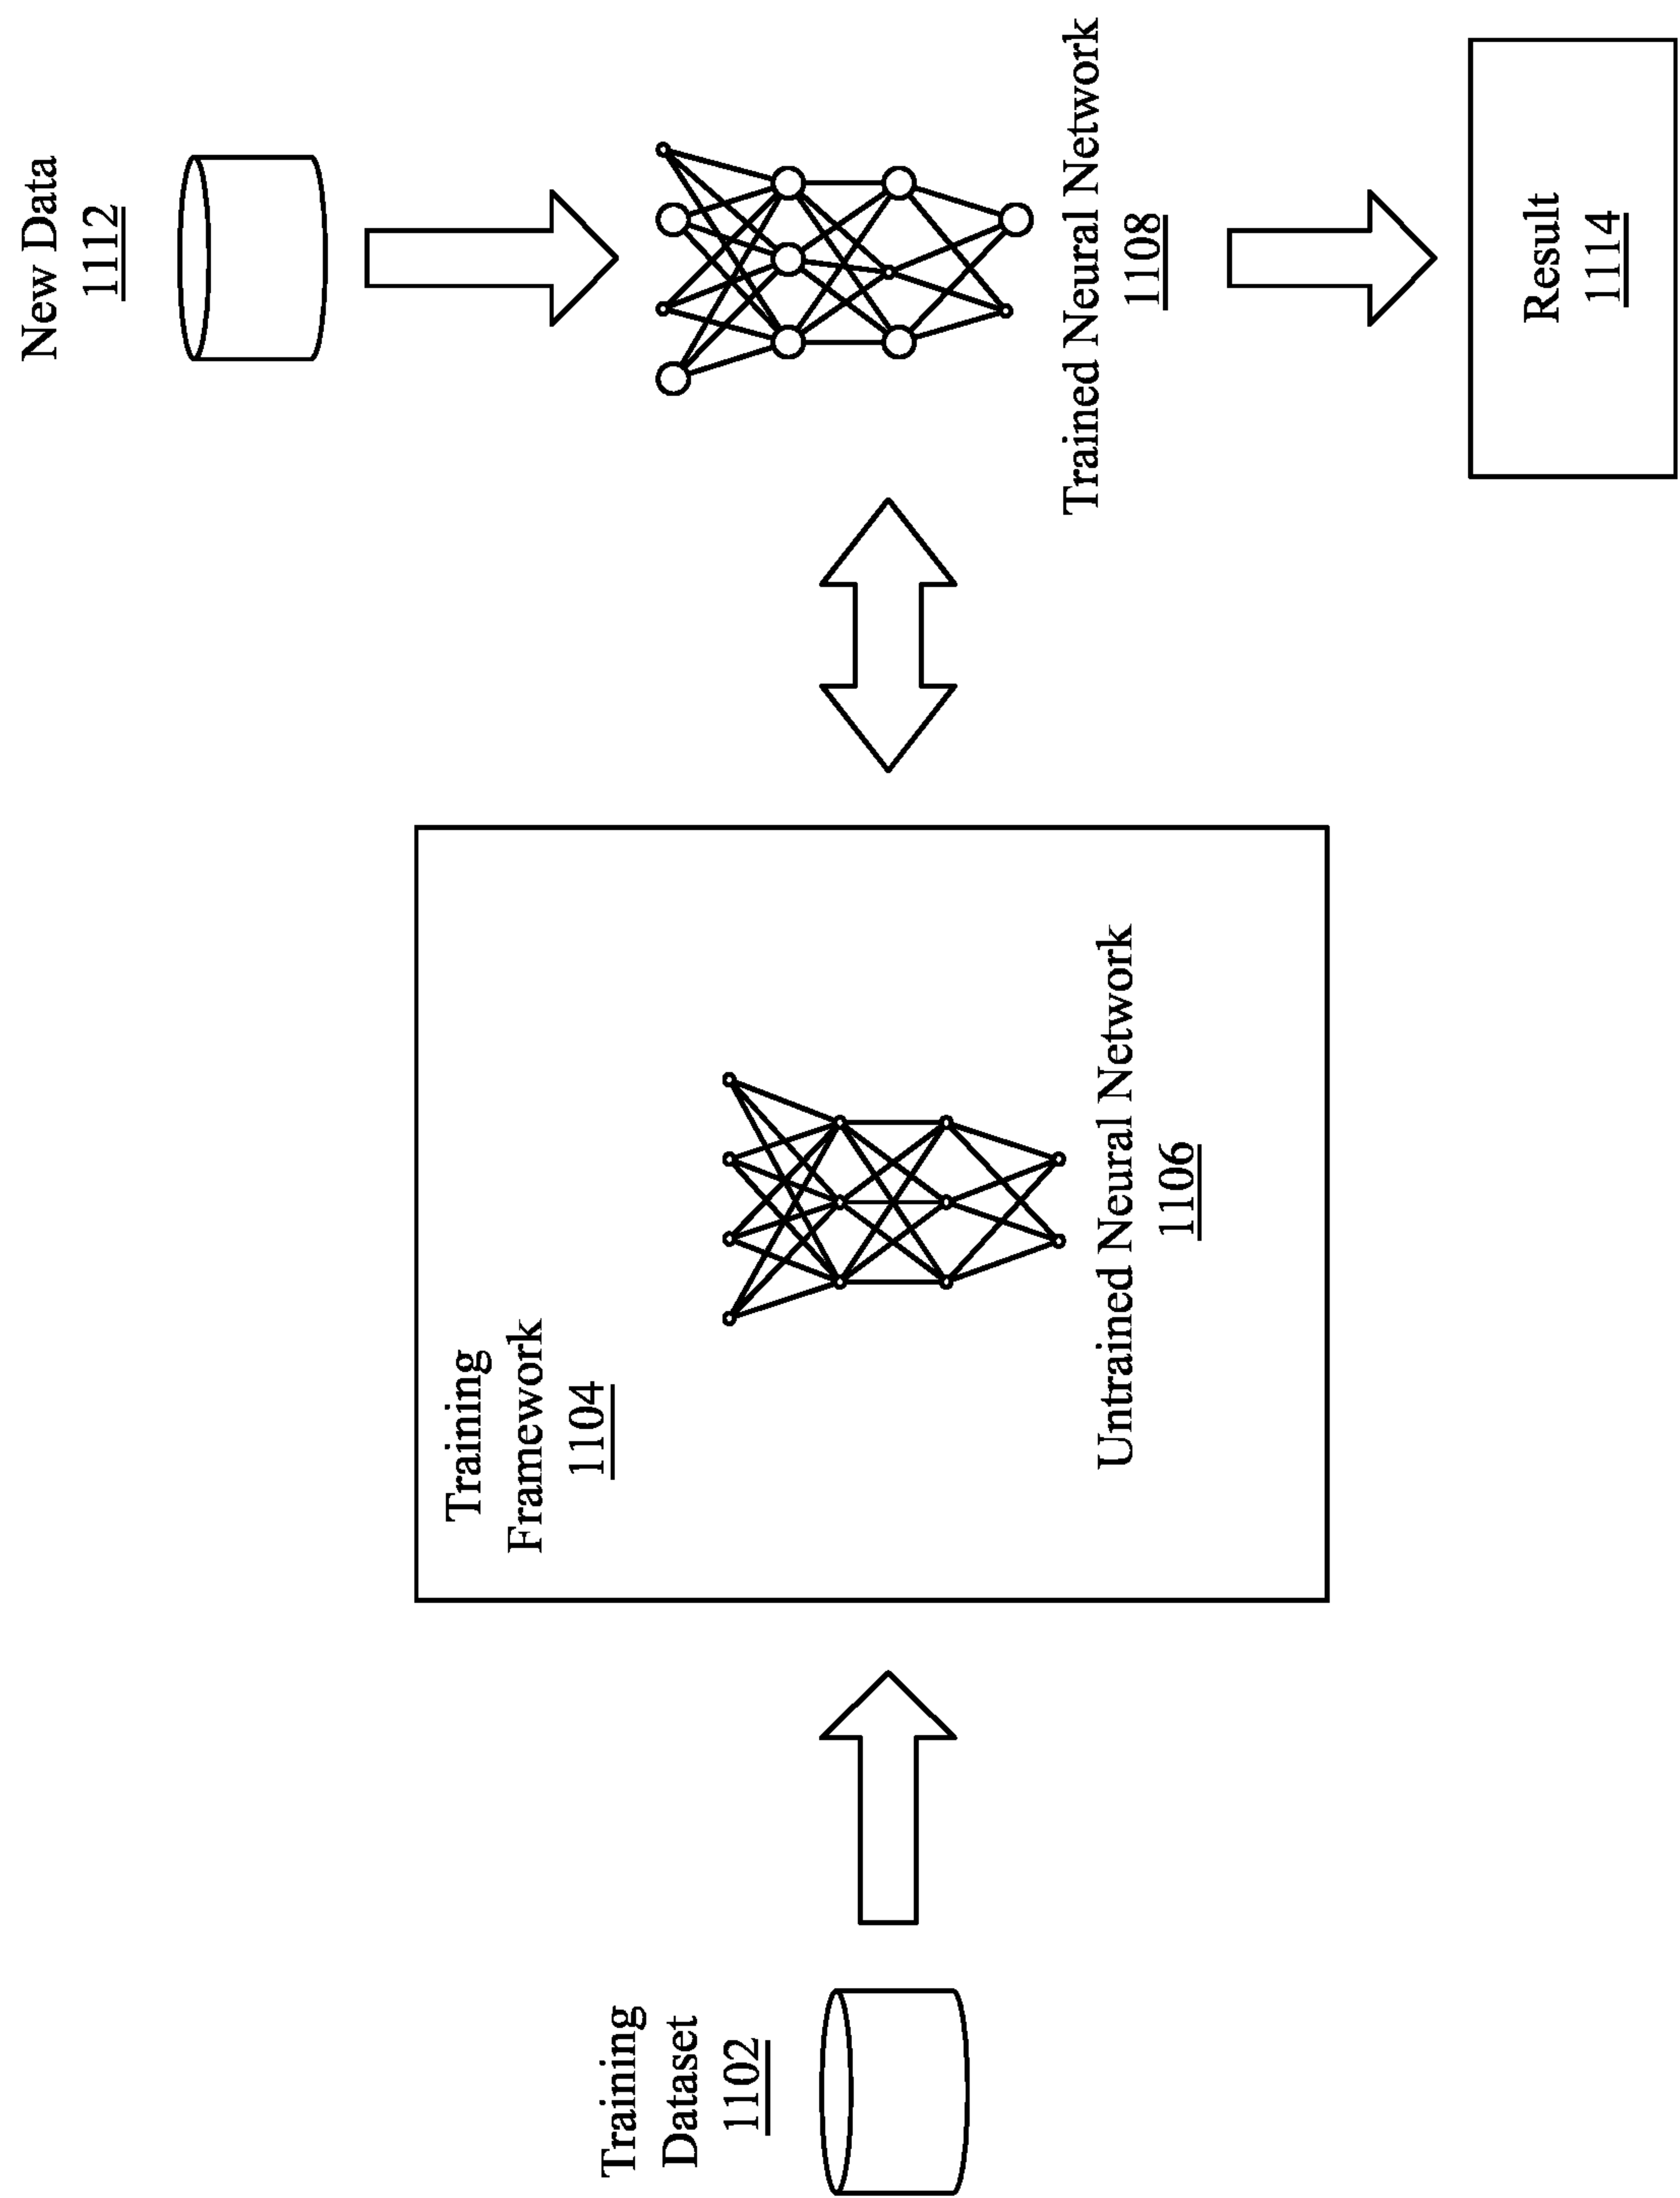 Training
Dataset
1102
Training
Framework
1104
Untrained Neural Network
1106
New Data
1112
Trained Neural Network
1108
Result
1114